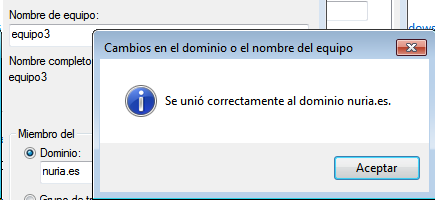 Nombre de equipo:
equipo3
Nombre completo
equipo3
Cambios en el dominio o el nombre del equipo
Se unió correctamente al dominio nuria.es.
Aceptar
Miembro del
Dominio:
nuria.es